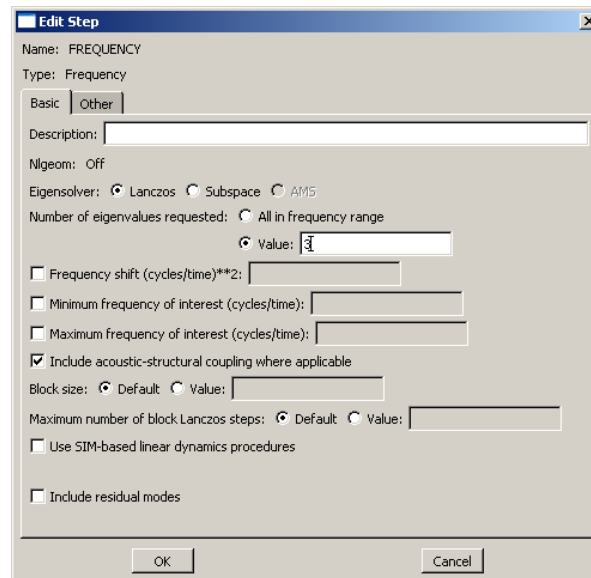 Edit Step
Name: FREQUENCY
Type: Frequency
Basic Other
Description:
Nlgeom: Off
Eigensolver: Lanczos Subspace AMS
Number of eigenvalues requested: All in frequency range
Value: 3
Frequency shift (cycles/time)**2:
Minimum frequency of interest (cycles/time):
Maximum frequency of interest (cycles/time):
Include acoustic-structural coupling where applicable
Block size: Default Value:
Maximum number of block Lanczos steps: Default Value:
Use SIM-based linear dynamics procedures
Include residual modes
OK Cancel